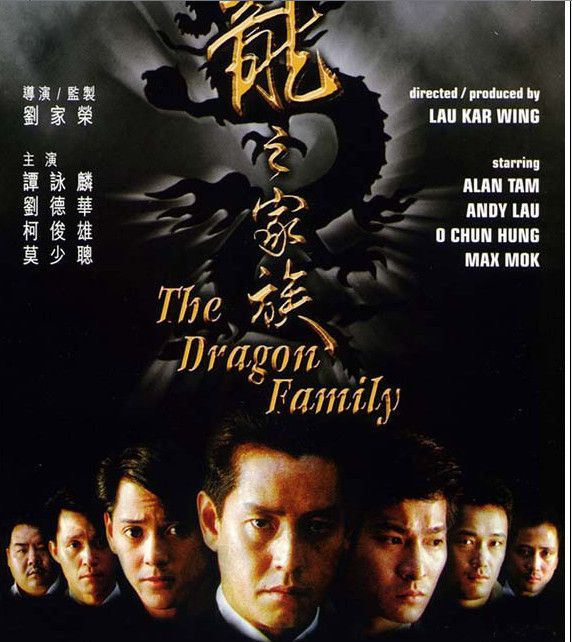 龍之家族
導演/監製
劉家榮
主演
譚詠麟
劉德華
柯俊雄
莫少聰
directed / produced by
LAU KAR WING
starring
ALAN TAM
ANDY LAU
O CHUN HUNG
MAX MOK
The
Dragon
Family